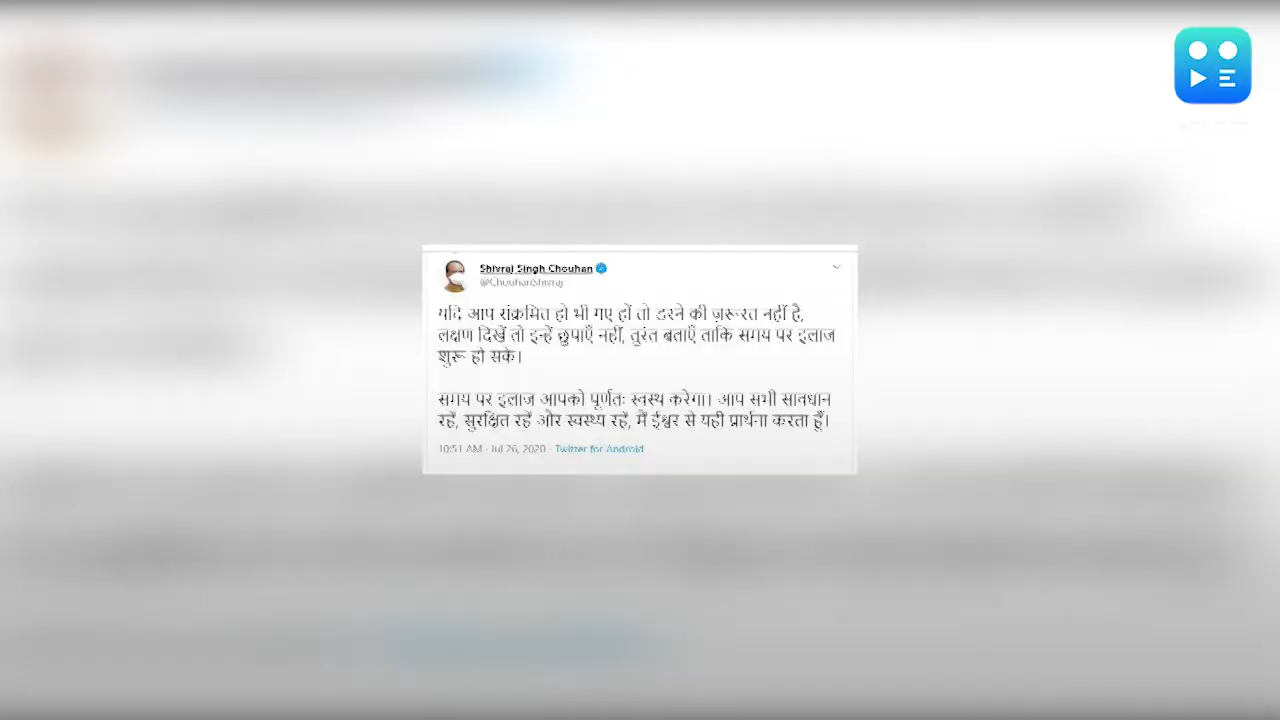 Shivraj Singh Chouhan
@ChouhanShivraj
यदि आप संक्रमित हो भी गए हों तो डरने की ज़रूरत नहीं है,
लक्षण दिखें तो इन्हें छुपाएँ नहीं, तुरंत बताएँ ताकि समय पर इलाज
शुरू हो सके।
समय पर इलाज आपको पूर्णतः स्वस्थ करेगा। आप सभी सावधान
रहें, सुरक्षित रहें और स्वस्थ्य रहें, मैं ईश्वर से यही प्रार्थना करता हूँ।
10:51 AM · Jul 26, 2020 · Twitter for Android